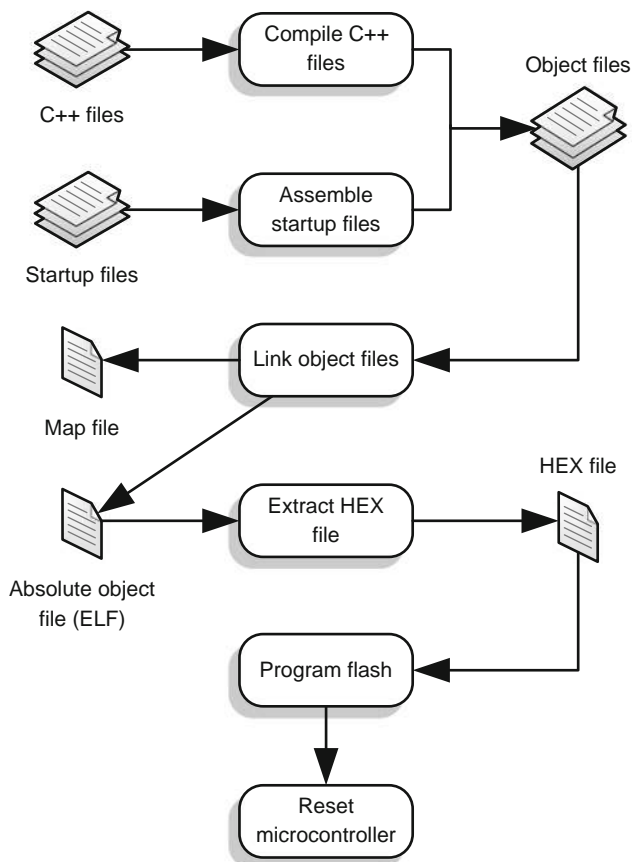 Compile C++
files
Object files
C++ files
Assemble
startup files
Startup files
Link object files
Map file
HEX file
Extract HEX
file
Absolute object
file (ELF)
Program flash
Reset
microcontroller